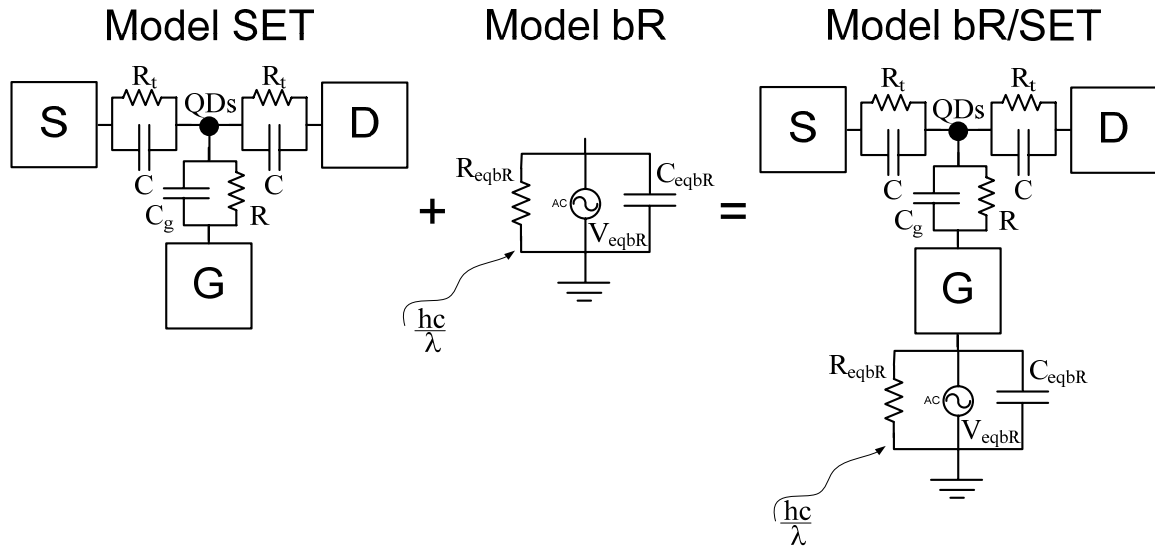 Model SET
Model bR
Model bR/SET
S
Rt
QDs
Rt
D
C
C
Cg
R
G
+
ReqbR
AC
VeqbR
CeqbR
hc
λ
=
S
Rt
QDs
Rt
D
C
C
Cg
R
G
ReqbR
AC
VeqbR
CeqbR
hc
λ